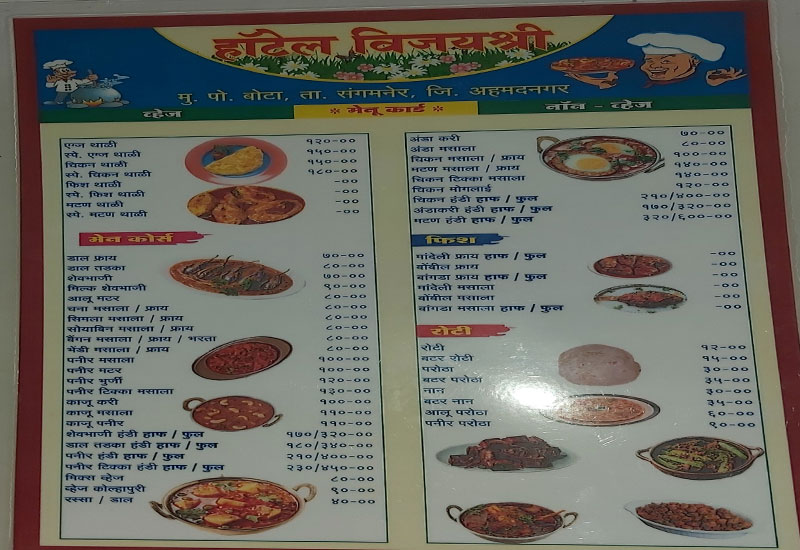 हॉटेल विजयश्री
मु. पो. बोटा, ता. संगमनेर, जि. अहमदनगर
व्हेज
* मेनू कार्ड *
नॉन - व्हेज
एग्ज थाळी १२०-००
स्पे. एग्ज थाळी १५०-००
चिकन थाळी १५०-००
स्पे. चिकन थाळी १८०-००
फिश थाळी -००
स्पे. फिश थाळी -००
मटण थाळी -००
स्पे. मटण थाळी -००
मेन कोर्स
डाल फ्राय ७०-००
डाल तडका ८०-००
शेवभाजी ७०-००
मिल्क शेवभाजी ९०-००
आलू मटर ८०-००
चना मसाला / फ्राय ८०-००
सिमला मसाला / फ्राय ८०-००
सोयाबिन मसाला / फ्राय ८०-००
बैंगन मसाला / फ्राय / भरता ८०-००
भेंडी मसाला / फ्राय ८०-००
पनीर मसाला १००-००
पनीर मटर १००-००
पनीर भुर्जी १२०-००
पनीर टिक्का मसाला १३०-००
काजू करी १००-००
काजू मसाला ११०-००
काजू पनीर ११०-००
शेवभाजी हंडी हाफ / फुल १७०/३२०-००
डाल तडका हंडी हाफ / फुल १८०/३४०-००
पनीर हंडी हाफ / फुल २१०/४००-००
पनीर टिक्का हंडी हाफ / फुल २३०/४५०-००
मिक्स व्हेज ८०-००
व्हेज कोल्हापुरी ९०-००
रस्सा / डाल ४०-००
अंडा करी ७०-००
अंडा मसाला ८०-००
चिकन मसाला / फ्राय १००-००
मटण मसाला / फ्राय १४०-००
चिकन टिक्का मसाला १४०-००
चिकन मोगलाई १२०-००
चिकन हंडी हाफ / फुल २१०/४००-००
अंडाकरी हंडी हाफ / फुल १७०/३२०-००
मटण हंडी हाफ / फुल ३२०/६००-००
फिश
मांदेली फ्राय हाफ / फुल -००
बोंबील फ्राय -००
बांगडा फ्राय हाफ / फुल -००
मांदेली मसाला -००
बोंबील मसाला -००
बांगडा मसाला हाफ / फुल -००
रोटी
रोटी १२-००
बटर रोटी १५-००
परोठा ३०-००
बटर परोठा ३५-००
नान ३०-००
बटर नान ३५-००
आलू परोठा ६०-००
पनीर परोठा ९०-००